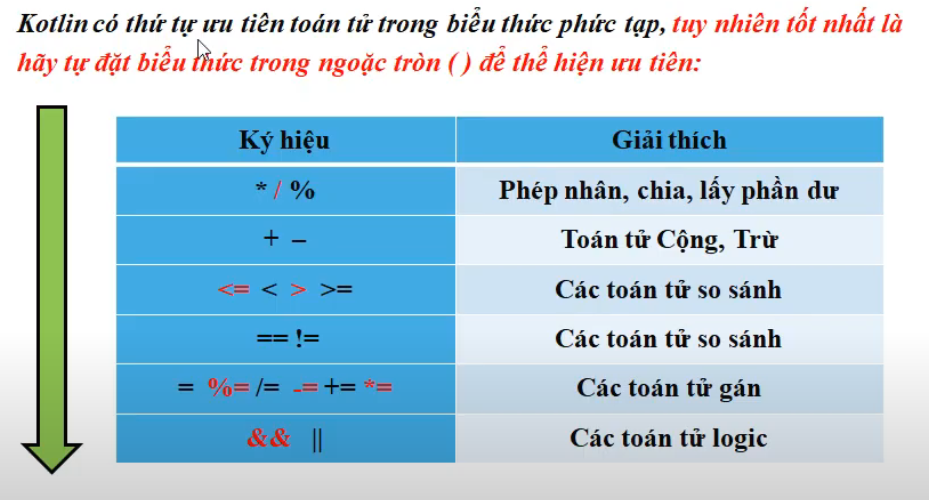 Kotlin có thứ tự ưu tiên toán tử trong biểu thức phức tạp, tuy nhiên tốt nhất là
hãy tự đặt biểu thức trong ngoặc tròn ( ) để thể hiện ưu tiên:
Ký hiệu Giải thích
* / % Phép nhân, chia, lấy phần dư
+ – Toán tử Cộng, Trừ
<= < > >= Các toán tử so sánh
== != Các toán tử so sánh
= %= /= -= += *= Các toán tử gán
&& || Các toán tử logic